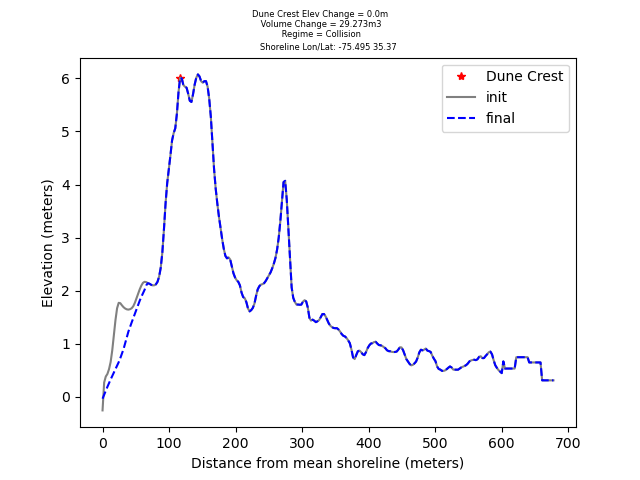 Dune Crest Elev Change = 0.0m
Volume Change = 29.273m3
Regime = Collision
Shoreline Lon/Lat: -75.495 35.37
Dune Crest
init
final
Elevation (meters)
6
5
4
3
2
1
0
0 100 200 300 400 500 600 700
Distance from mean shoreline (meters)